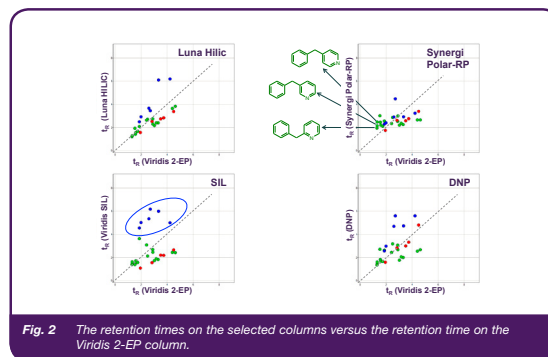 Luna Hilic
t_R (Luna HILIC)
t_R (Viridis 2-EP)
Synergi
Polar-RP
t_R (Synergi Polar-RP)
t_R (Viridis 2-EP)
N
N
N
SIL
t_R (Viridis SIL)
t_R (Viridis 2-EP)
DNP
t_R (DNP)
t_R (Viridis 2-EP)
Fig. 2 The retention times on the selected columns versus the retention time on the
Viridis 2-EP column.